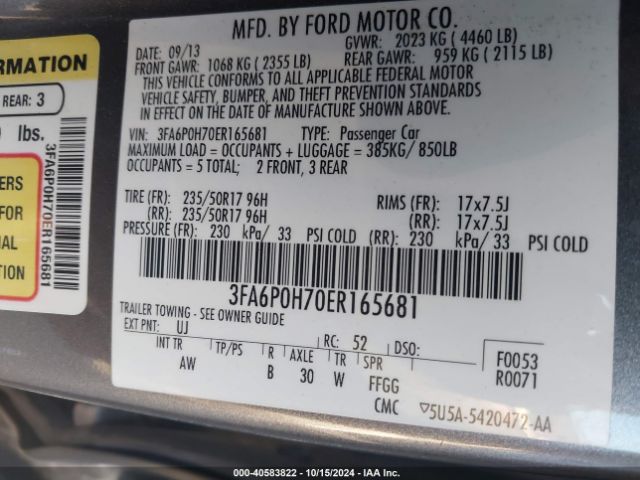 MFD. BY FORD MOTOR CO.
DATE: 09/13 GVWR: 2023 KG ( 4460 LB)
FRONT GAWR: 1068 KG ( 2355 LB) REAR GAWR: 959 KG ( 2115 LB)
THIS VEHICLE CONFORMS TO ALL APPLICABLE FEDERAL MOTOR
VEHICLE SAFETY, BUMPER, AND THEFT PREVENTION STANDARDS
IN EFFECT ON THE DATE OF MANUFACTURE SHOWN ABOVE.
VIN: 3FA6P0H70ER165681 TYPE: Passenger Car
MAXIMUM LOAD = OCCUPANTS + LUGGAGE = 385KG/ 850LB
OCCUPANTS = 5 TOTAL; 2 FRONT, 3 REAR
TIRE (FR): 235/50R17 96H RIMS (FR): 17x7.5J
(RR): 235/50R17 96H (RR): 17x7.5J
PRESSURE (FR): 230 kPa/ 33 PSI COLD (RR): 230 kPa/ 33 PSI COLD
3FA6P0H70ER165681
TRAILER TOWING - SEE OWNER GUIDE
EXT PNT: UJ RC: 52 DSO: F0053
INT TR TP/PS R AXLE TR SPR R0071
AW B 30 W FFGG
CMC ▽5U5A-5420472-AA
ORMATION
REAR: 3
lbs.
ERS
FOR
NAL
TION
3FA6P0H70ER165681
000-40583822 - 10/15/2024 - IAA Inc.